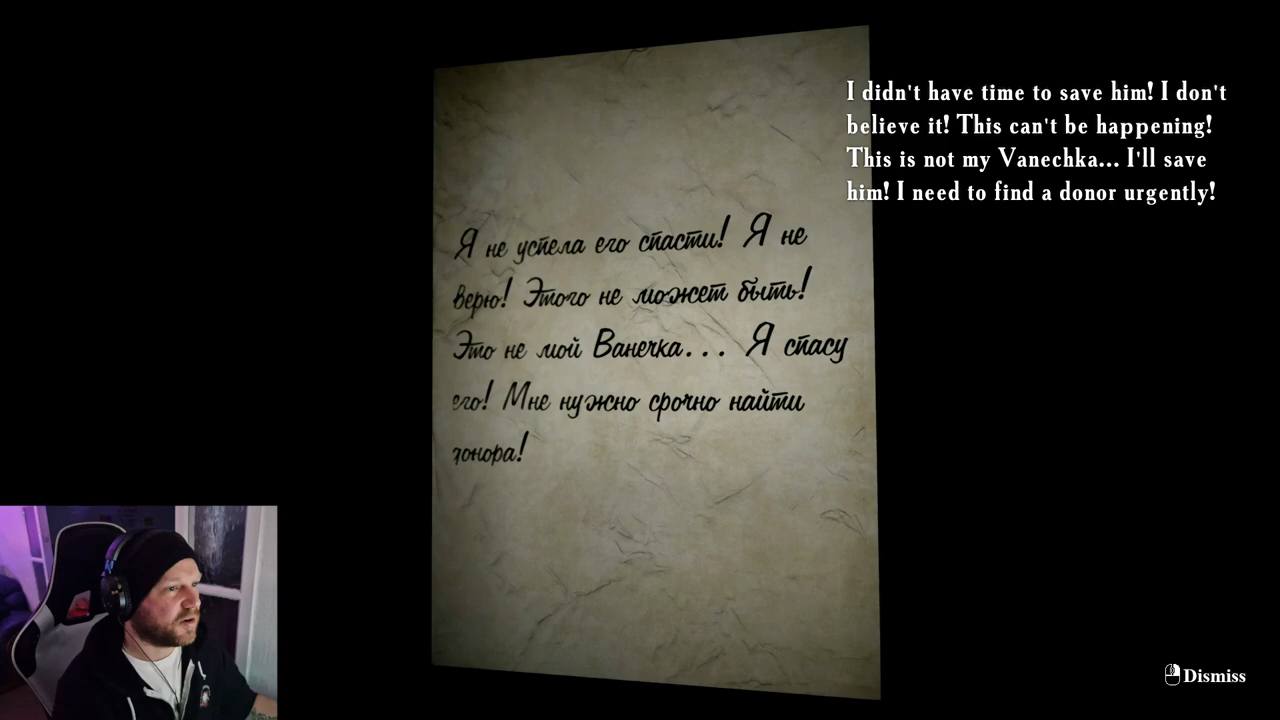 I didn't have time to save him! I don't
believe it! This can't be happening!
This is not my Vanechka... I'll save
him! I need to find a donor urgently!
Я не успела его спасти! Я не
верю! Этого не может быть!
Это не мой Ванечка... Я спасу
его! Мне нужно срочно найти
донора!
Dismiss